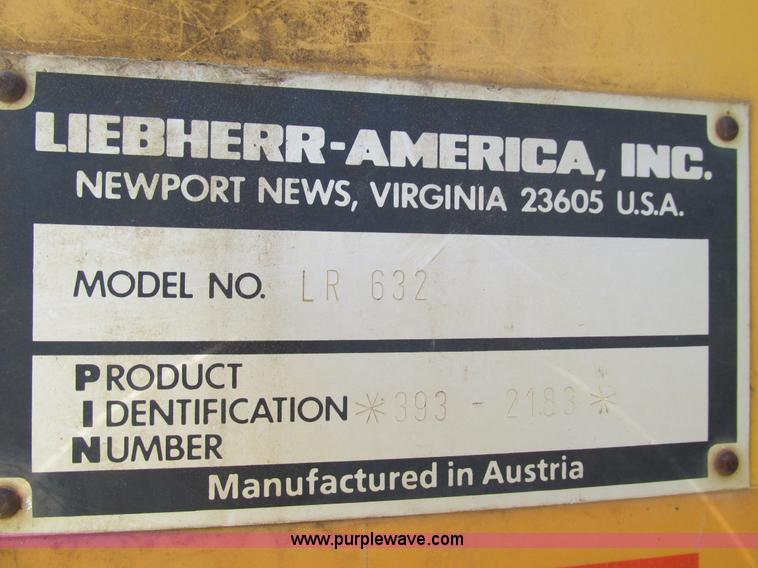 LIEBHERR-AMERICA, INC.
NEWPORT NEWS, VIRGINIA 23605 U.S.A.
MODEL NO. LR 632
PRODUCT
IDENTIFICATION *393 - 2183*
NUMBER
Manufactured in Austria
www.purplewave.com